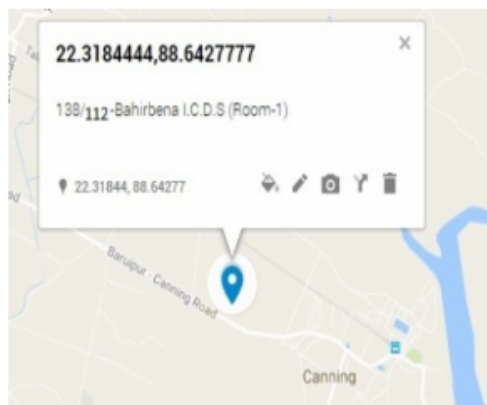 22.3184444,88.6427777
138/112-Bahirbena I.C.D.S (Room-1)
22.31844, 88.64277
Baruipur - Canning Road
Canning